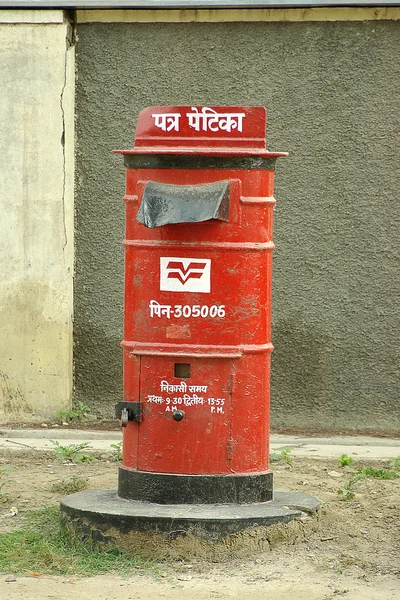 पत्र पेटिका
पिन-305006
निकासी समय
प्रथम-9-30 द्वितीय-13-55
A.M. P.M.